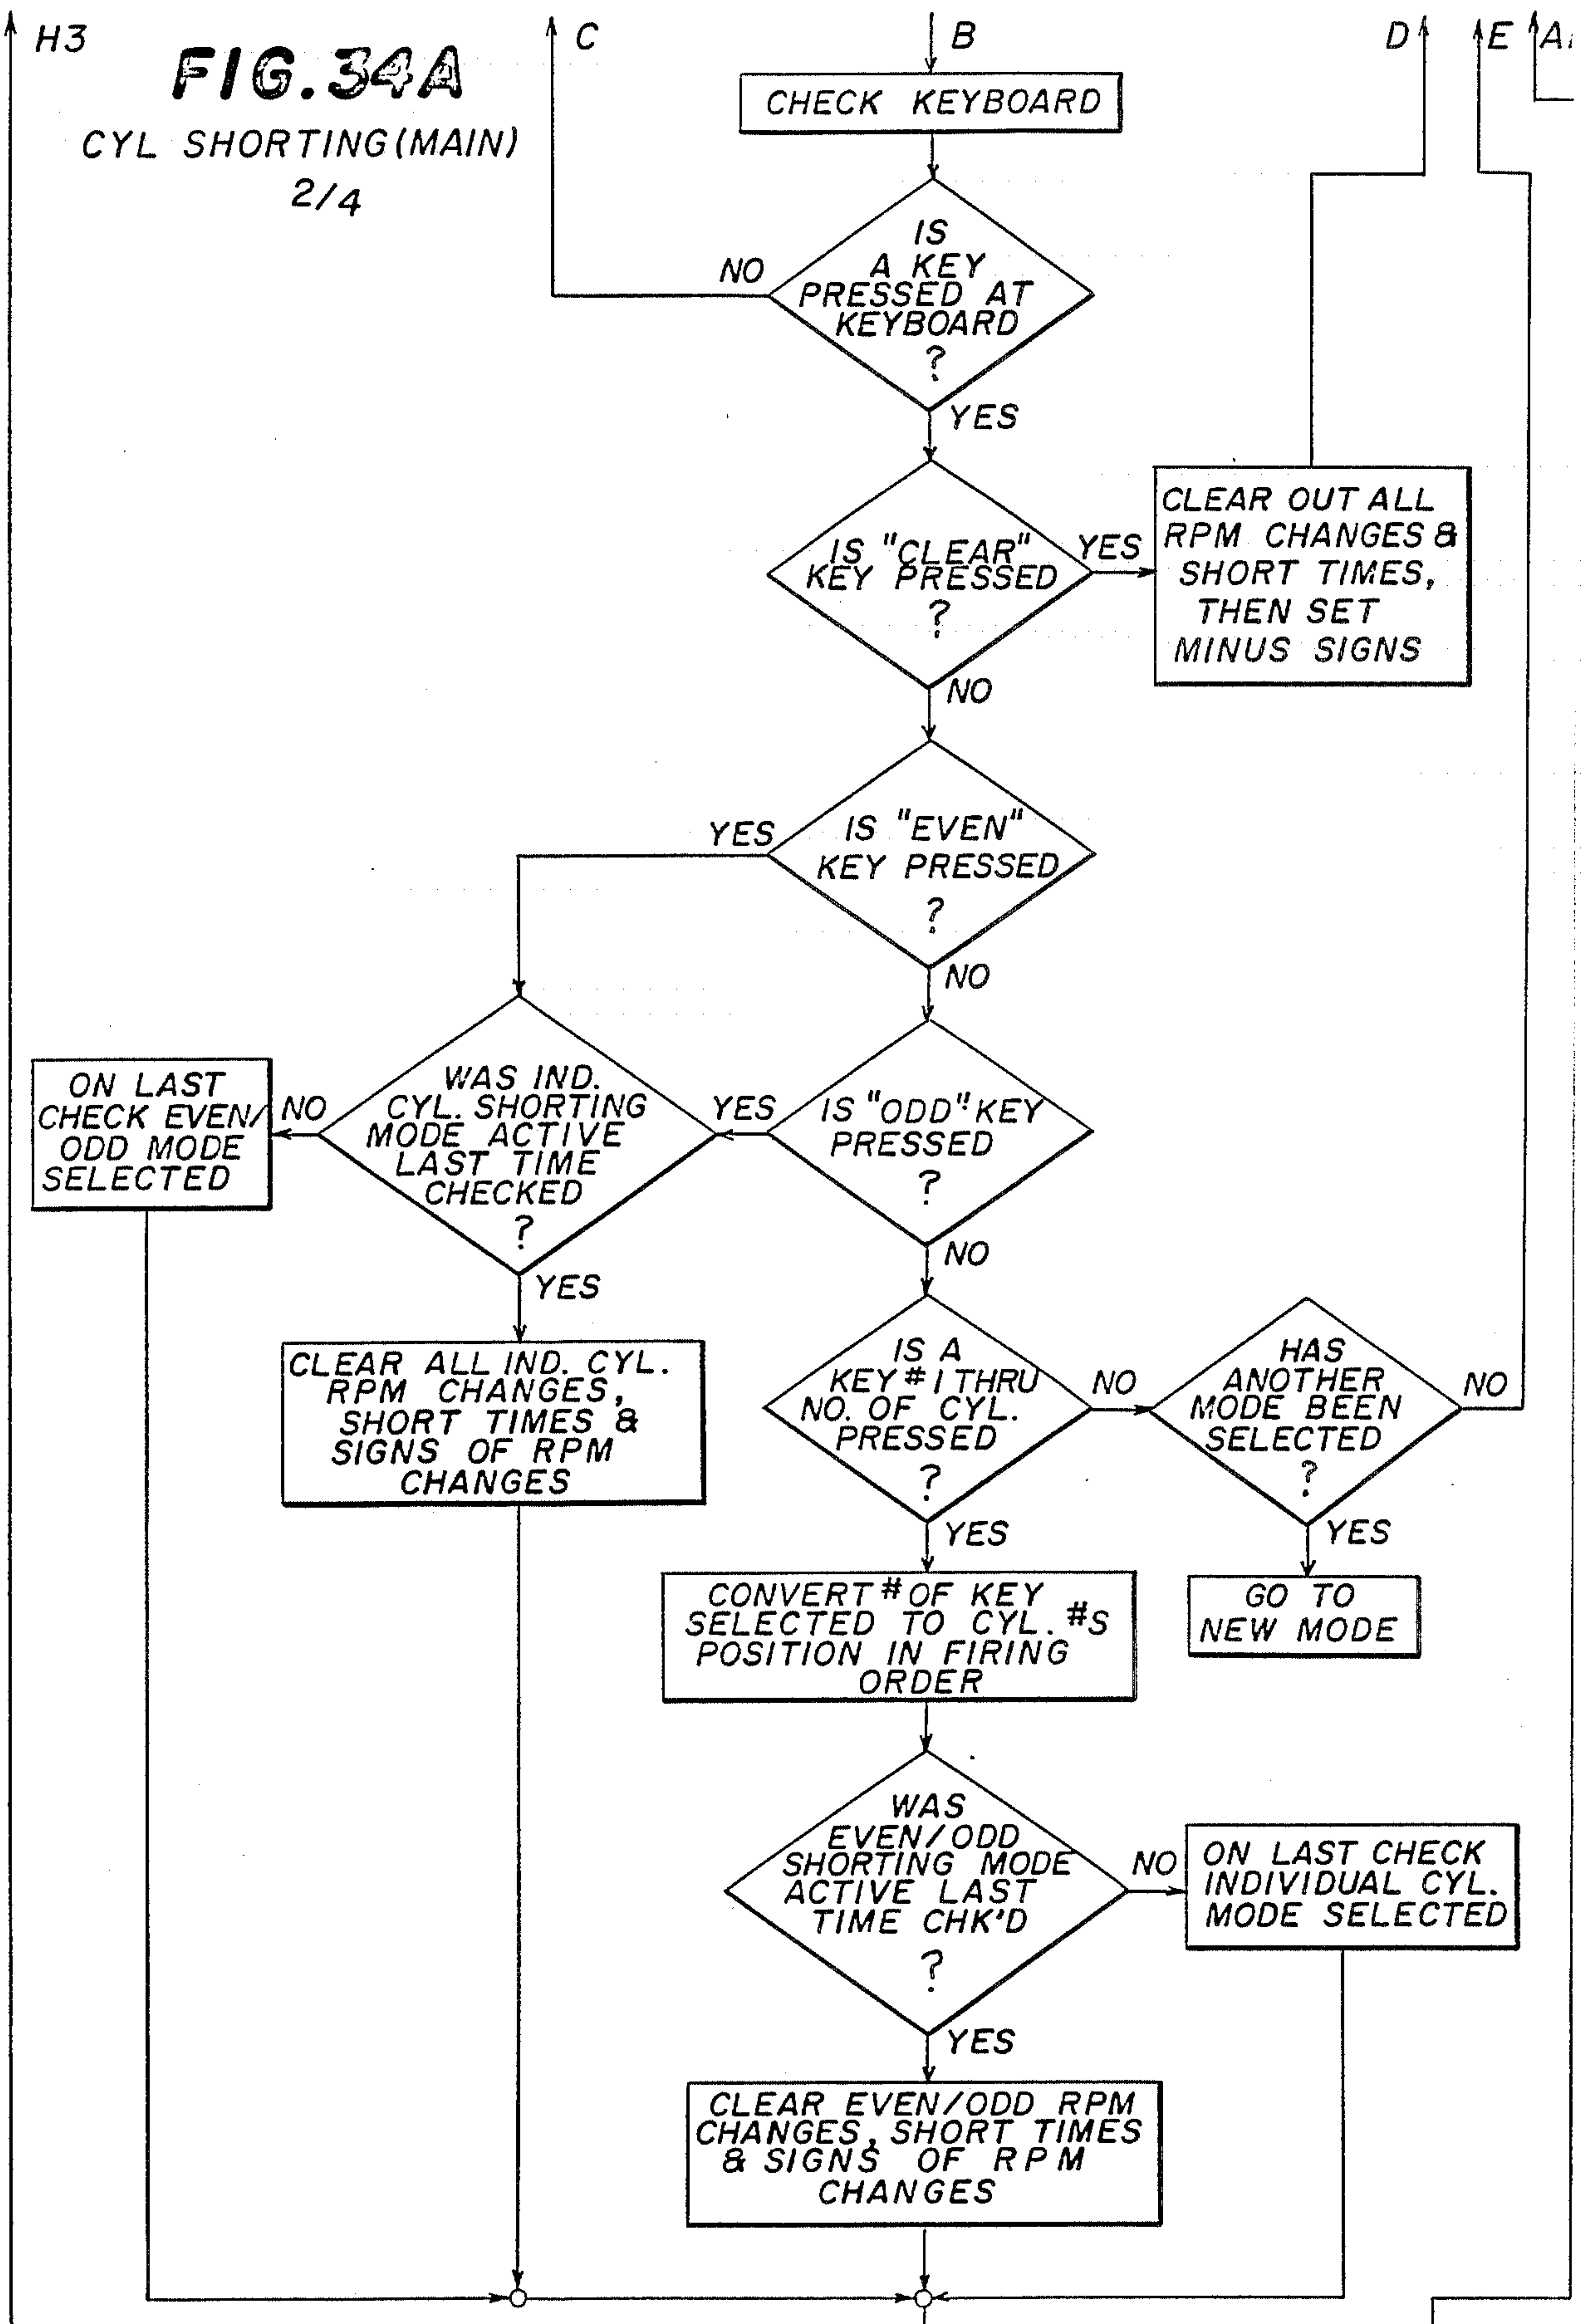 H3
FIG.34A
CYL SHORTING(MAIN)
2/4
C
B
D
E
CHECK KEYBOARD
IS
A KEY
PRESSED AT
KEYBOARD
?
NO
YES
IS "CLEAR"
KEY PRESSED
?
YES
NO
CLEAR OUT ALL
RPM CHANGES &
SHORT TIMES,
THEN SET
MINUS SIGNS
IS "EVEN"
KEY PRESSED
?
YES
NO
ON LAST
CHECK EVEN/
ODD MODE
SELECTED
NO
WAS IND.
CYL. SHORTING
MODE ACTIVE
LAST TIME
CHECKED
?
YES
YES
IS "ODD" KEY
PRESSED
?
NO
CLEAR ALL IND. CYL.
RPM CHANGES,
SHORT TIMES &
SIGNS OF RPM
CHANGES
IS A
KEY #1 THRU
NO. OF CYL.
PRESSED
?
NO
YES
HAS
ANOTHER
MODE BEEN
SELECTED
?
NO
YES
CONVERT # OF KEY
SELECTED TO CYL. #S
POSITION IN FIRING
ORDER
GO TO
NEW MODE
WAS
EVEN/ODD
SHORTING MODE
ACTIVE LAST
TIME CHK'D
?
NO
YES
ON LAST CHECK
INDIVIDUAL CYL.
MODE SELECTED
CLEAR EVEN/ODD RPM
CHANGES, SHORT TIMES
& SIGNS OF RPM
CHANGES